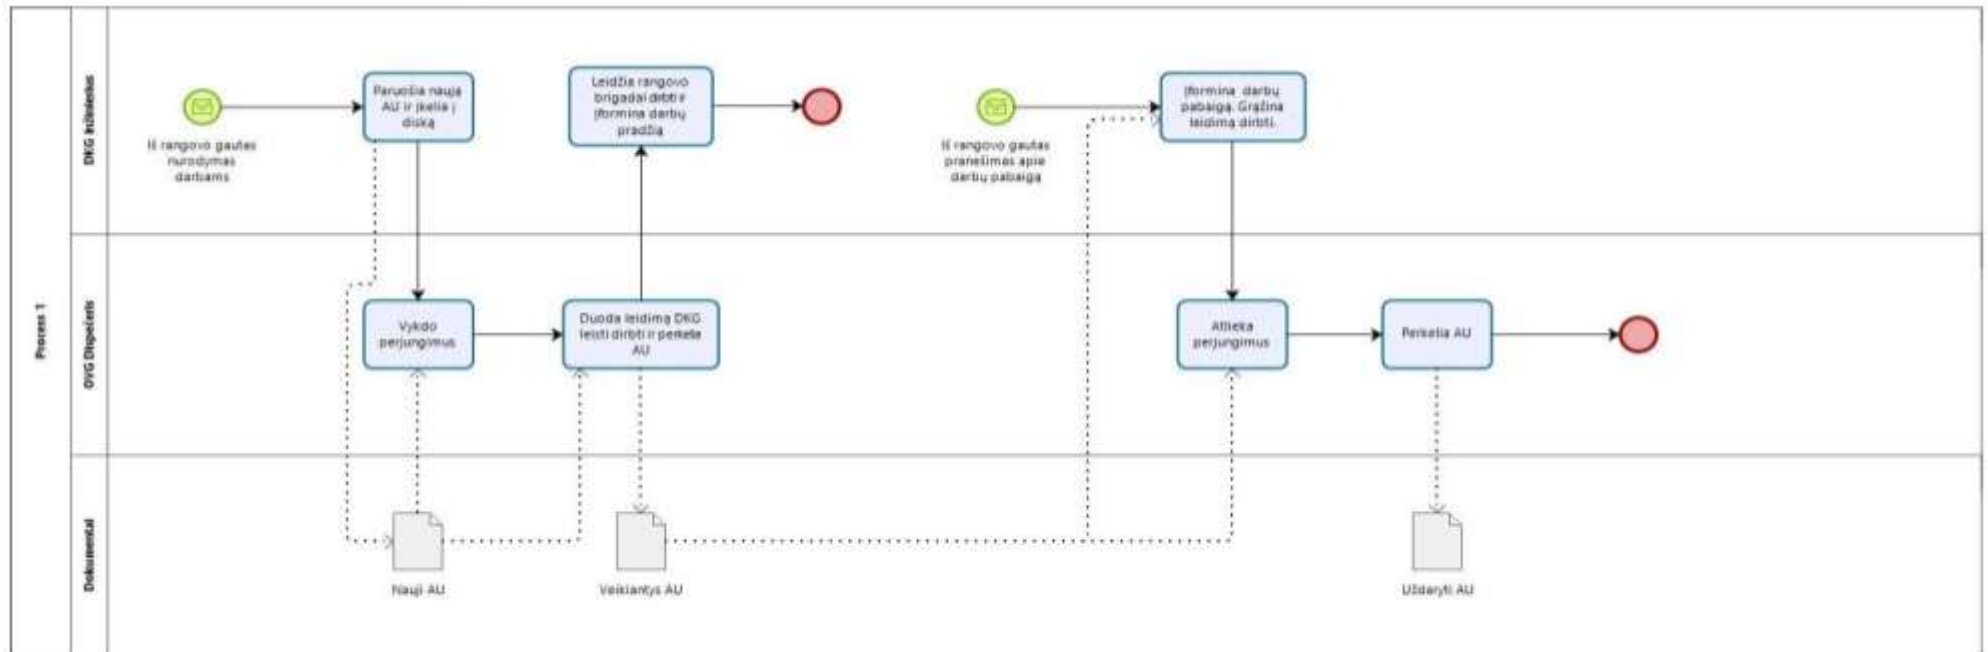 Process 1
DKG Inžinierius
Iš rangovo gautas
nurodymas
darbams
Paruošia naują
AU ir įkelia į
diską
Leidžia rangovo
brigadai dirbti ir
įformina darbų
pradžią
Iš rangovo gautas
pranešimas apie
darbų pabaigą
Įformina darbų
pabaigą. Grąžina
leidimą dirbti.
OVG Dispečeris
Vykdo
perjungimus
Duoda leidimą DKG
leisti dirbti ir perkelia
AU
Atlieka
perjungimus
Perkelia AU
Dokumentai
Nauji AU
Veikiantys AU
Uždaryti AU